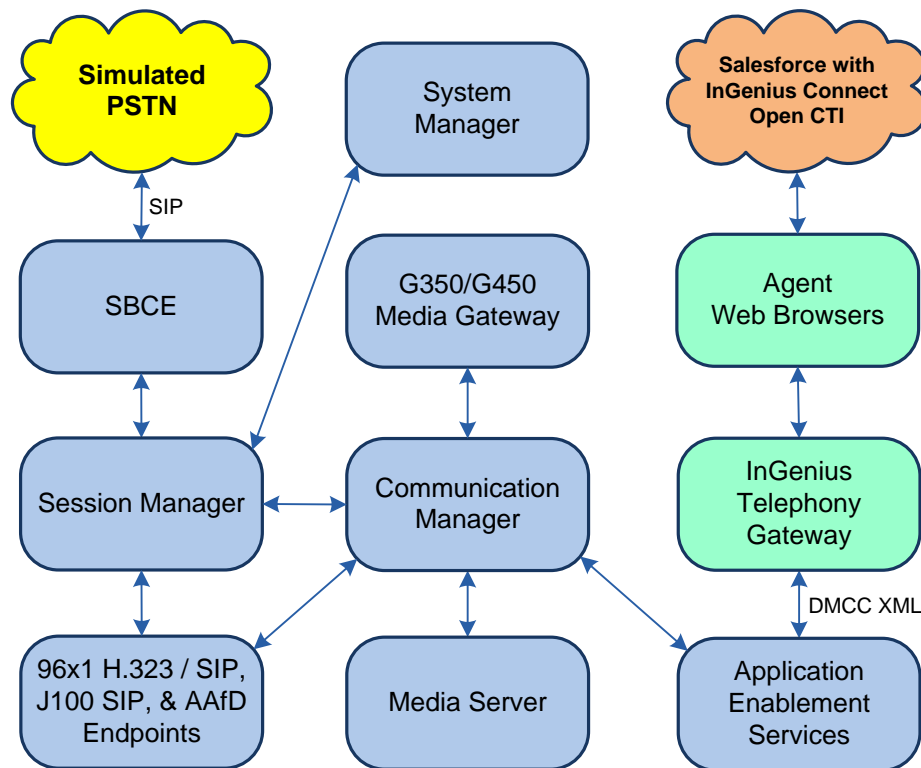 Simulated
PSTN
System
Manager
Salesforce with
InGenius Connect
Open CTI
SIP
SBCE
G350/G450
Media Gateway
Agent
Web Browsers
Session Manager
Communication
Manager
InGenius
Telephony
Gateway
DMCC XML
96x1 H.323 / SIP,
J100 SIP, & AAfD
Endpoints
Media Server
Application
Enablement
Services